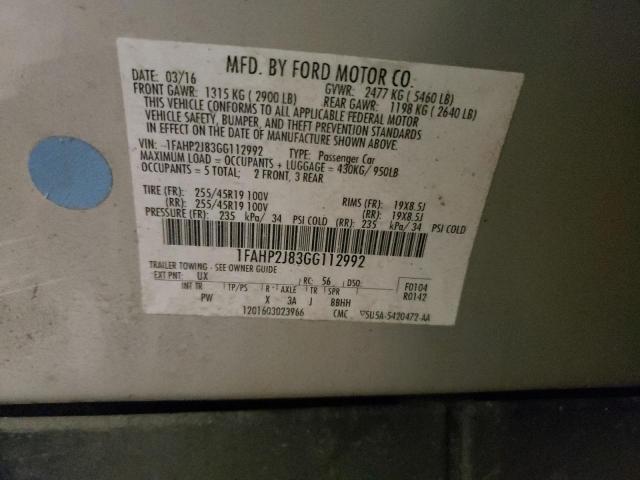 MFD. BY FORD MOTOR CO.
DATE: 03/16 GVWR: 2477 KG ( 5460 LB)
FRONT GAWR: 1315 KG ( 2900 LB) REAR GAWR: 1198 KG ( 2640 LB)
THIS VEHICLE CONFORMS TO ALL APPLICABLE FEDERAL MOTOR
VEHICLE SAFETY, BUMPER, AND THEFT PREVENTION STANDARDS
IN EFFECT ON THE DATE OF MANUFACTURE SHOWN ABOVE.
VIN: 1FAHP2J83GG112992 TYPE: Passenger Car
MAXIMUM LOAD = OCCUPANTS + LUGGAGE = 430KG/ 950LB
OCCUPANTS = 5 TOTAL; 2 FRONT, 3 REAR
TIRE (FR): 255/45R19 100V RIMS (FR): 19X8.5J
(RR): 255/45R19 100V (RR): 19X8.5J
PRESSURE (FR): 235 kPa/ 34 PSI COLD (RR): 235 kPa/ 34 PSI COLD
1FAHP2J83GG112992
TRAILER TOWING - SEE OWNER GUIDE
EXT PNT: UX RC: 56 DSO: F0104
INT TR TP/PS R AXLE TR SPR R0142
PW X 3A J 8BHH
1201603023966 CMC